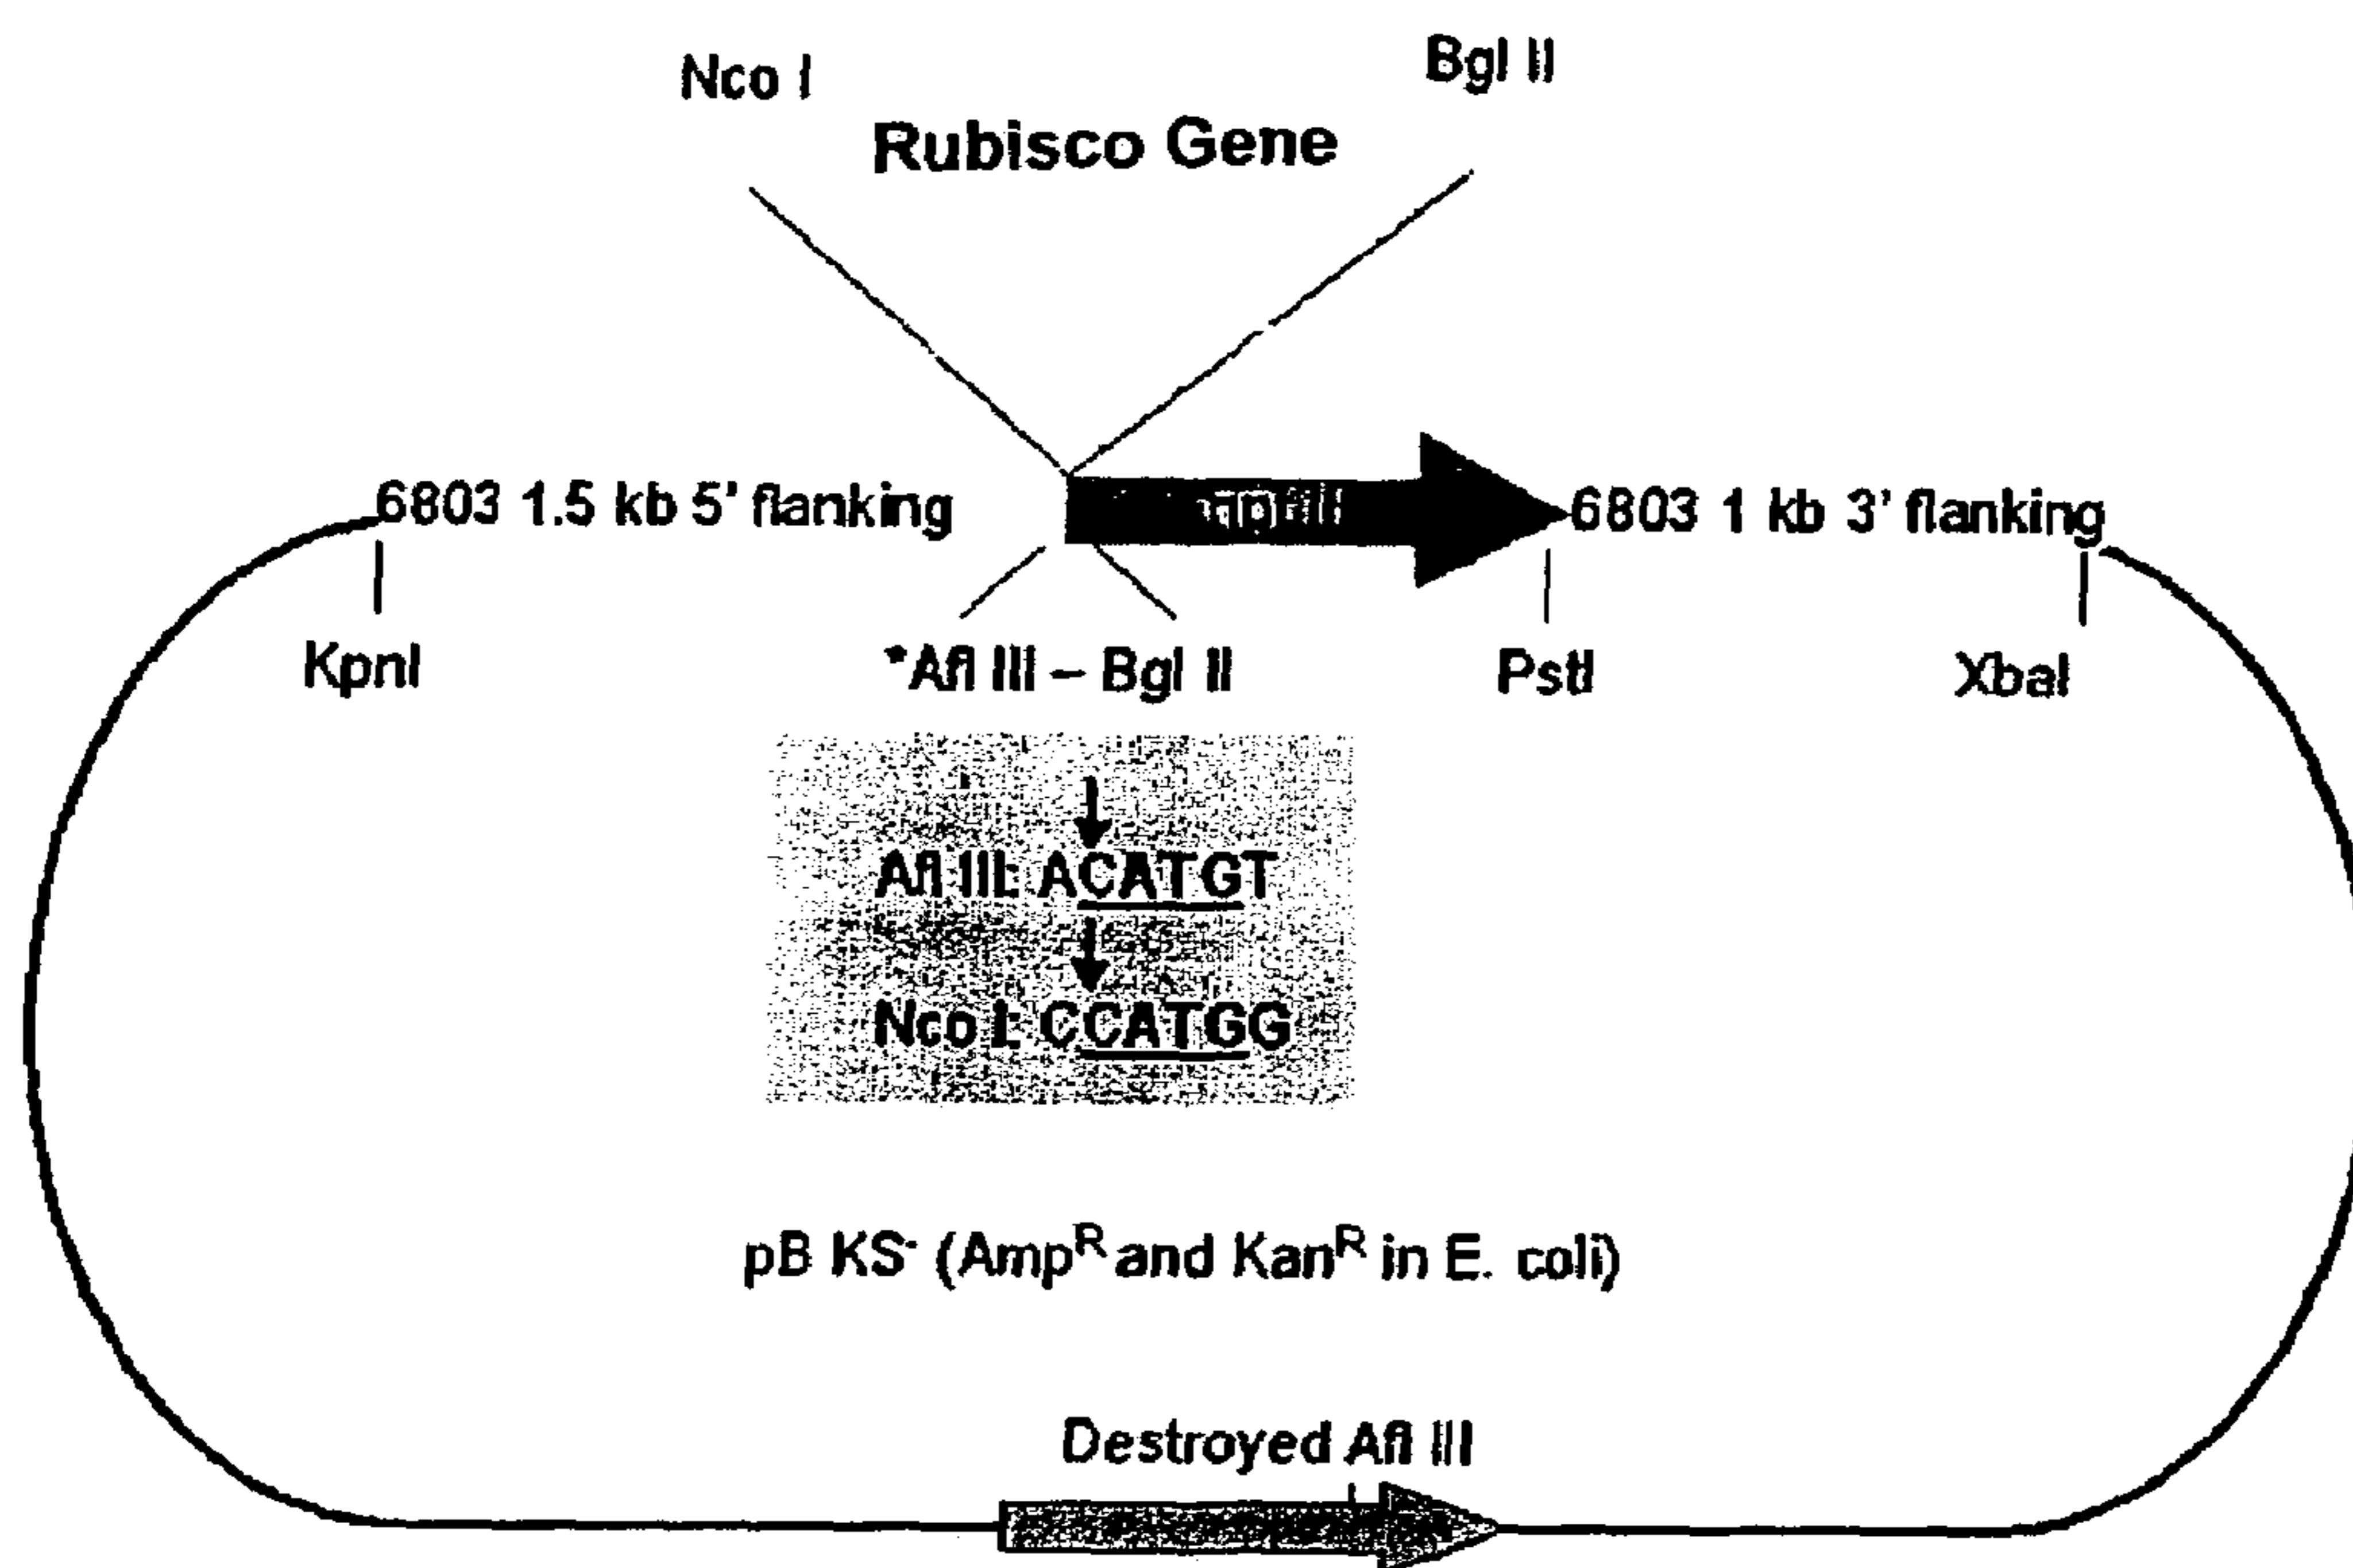 Nco I
Bgl II
Rubisco Gene
6803 1.5 kb 5' flanking
6803 1 kb 3' flanking
KpnI
*Afl III – Bgl II
PstI
XbaI
Afl III: ACATGT
Nco I: CCATGG
pB KS- (AmpR and KanR in E. coli)
Destroyed Afl III